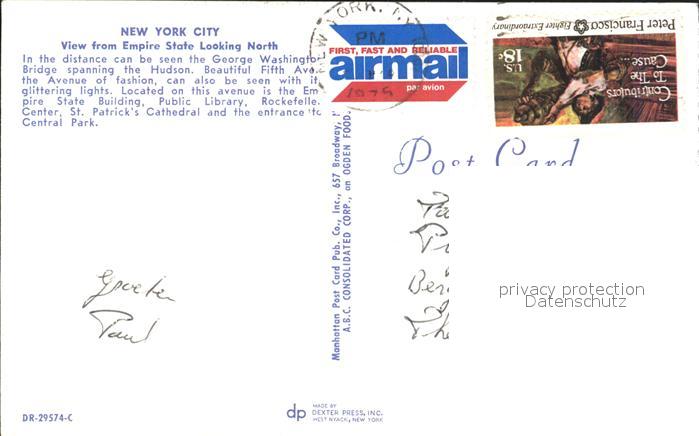 NEW YORK CITY
View from Empire State Looking North
In the distance can be seen the George Washingto
Bridge spanning the Hudson. Beautiful Fifth Ave.
the Avenue of fashion, can also be seen with it
glittering lights. Located on this avenue is the Em-
pire State Building, Public Library, Rockefelle.
Center, St. Patrick's Cathedral and the entrance to
Central Park.
NEW YORK, N.Y.
PM
1975
FIRST, FAST AND RELIABLE
airmail
par avion
Peter Francisco Fighter Extraordinary
Contributors
To The
Cause...
U.S.
18c
Post Card
Manhattan Post Card Pub. Co., Inc., 657 Broadway,
A.B.C. CONSOLIDATED CORP., an OGDEN FOOD
Paul
privacy protection
Datenschutz
DR-29574-C
dp
MADE BY
DEXTER PRESS, INC.
WEST NYACK, NEW YORK